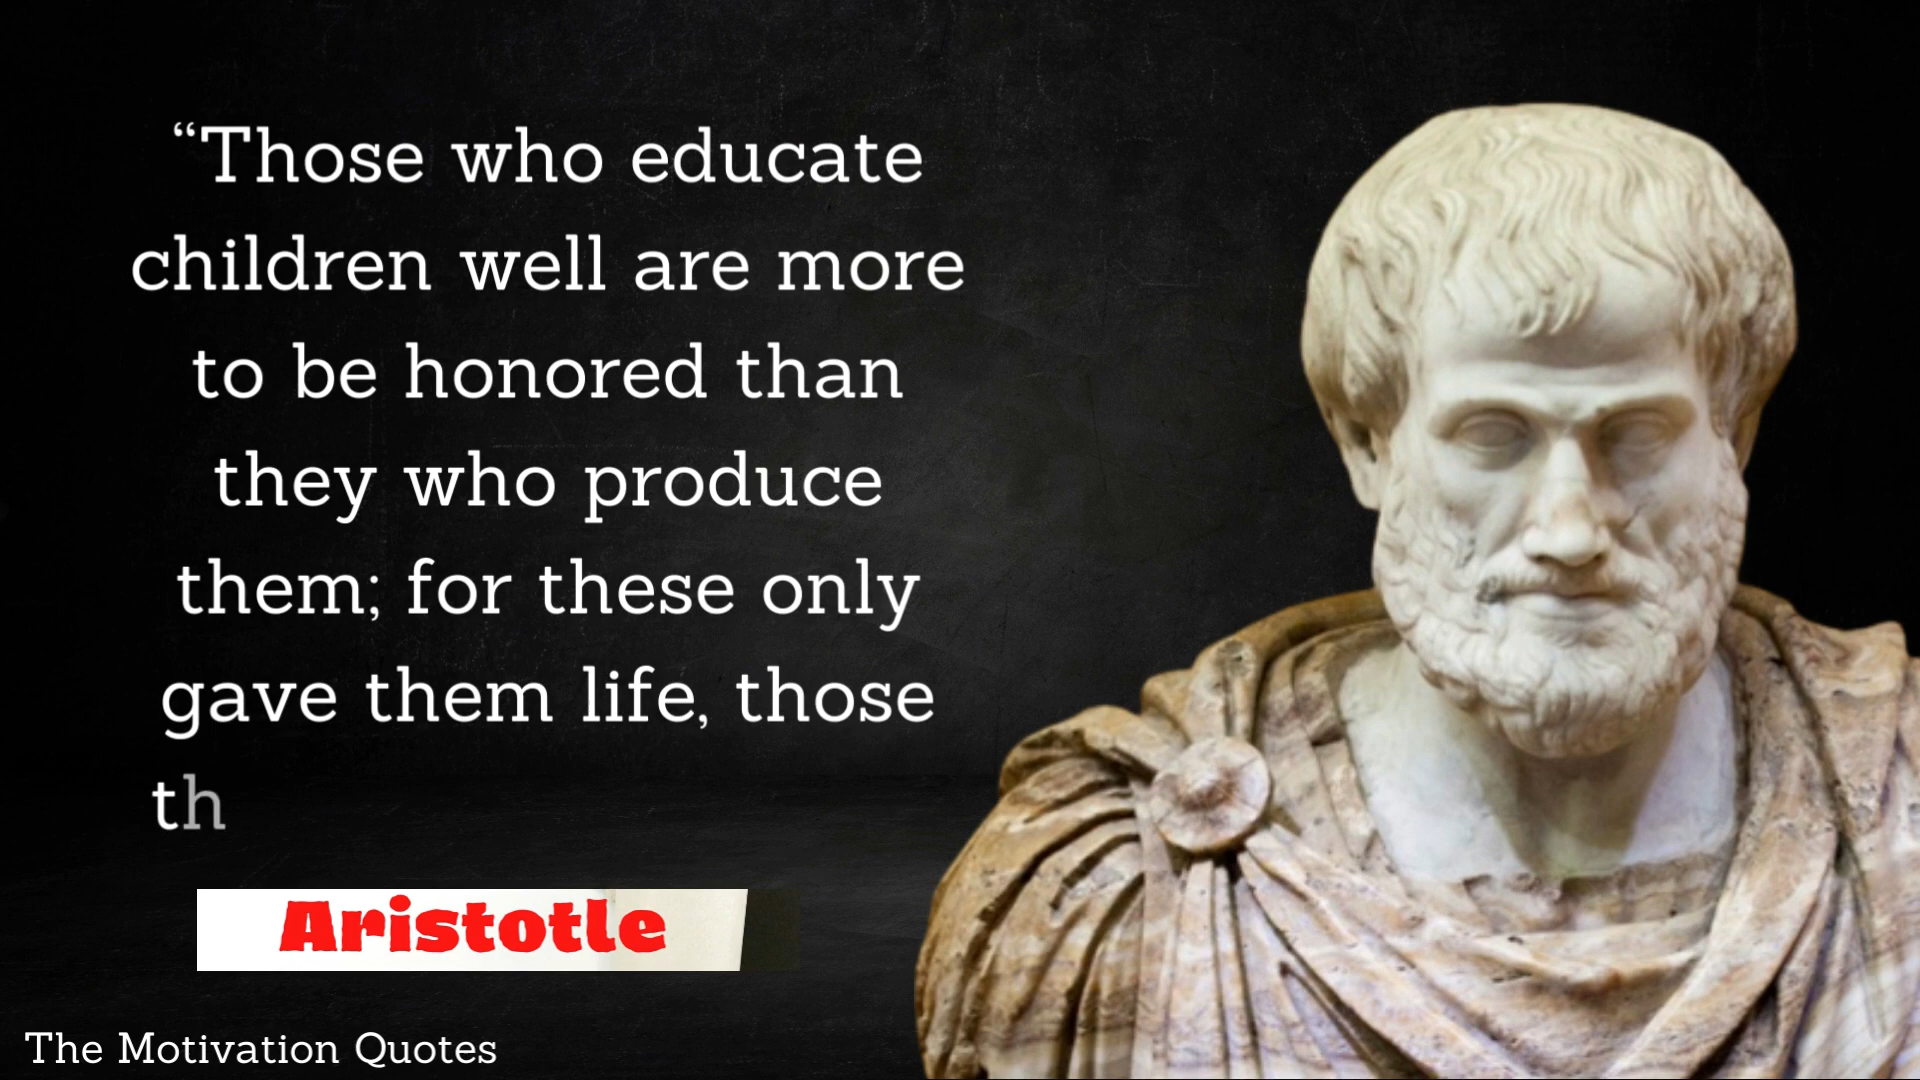 “Those who educate
children well are more
to be honored than
they who produce
them; for these only
gave them life, those
th
Aristotle
The Motivation Quotes